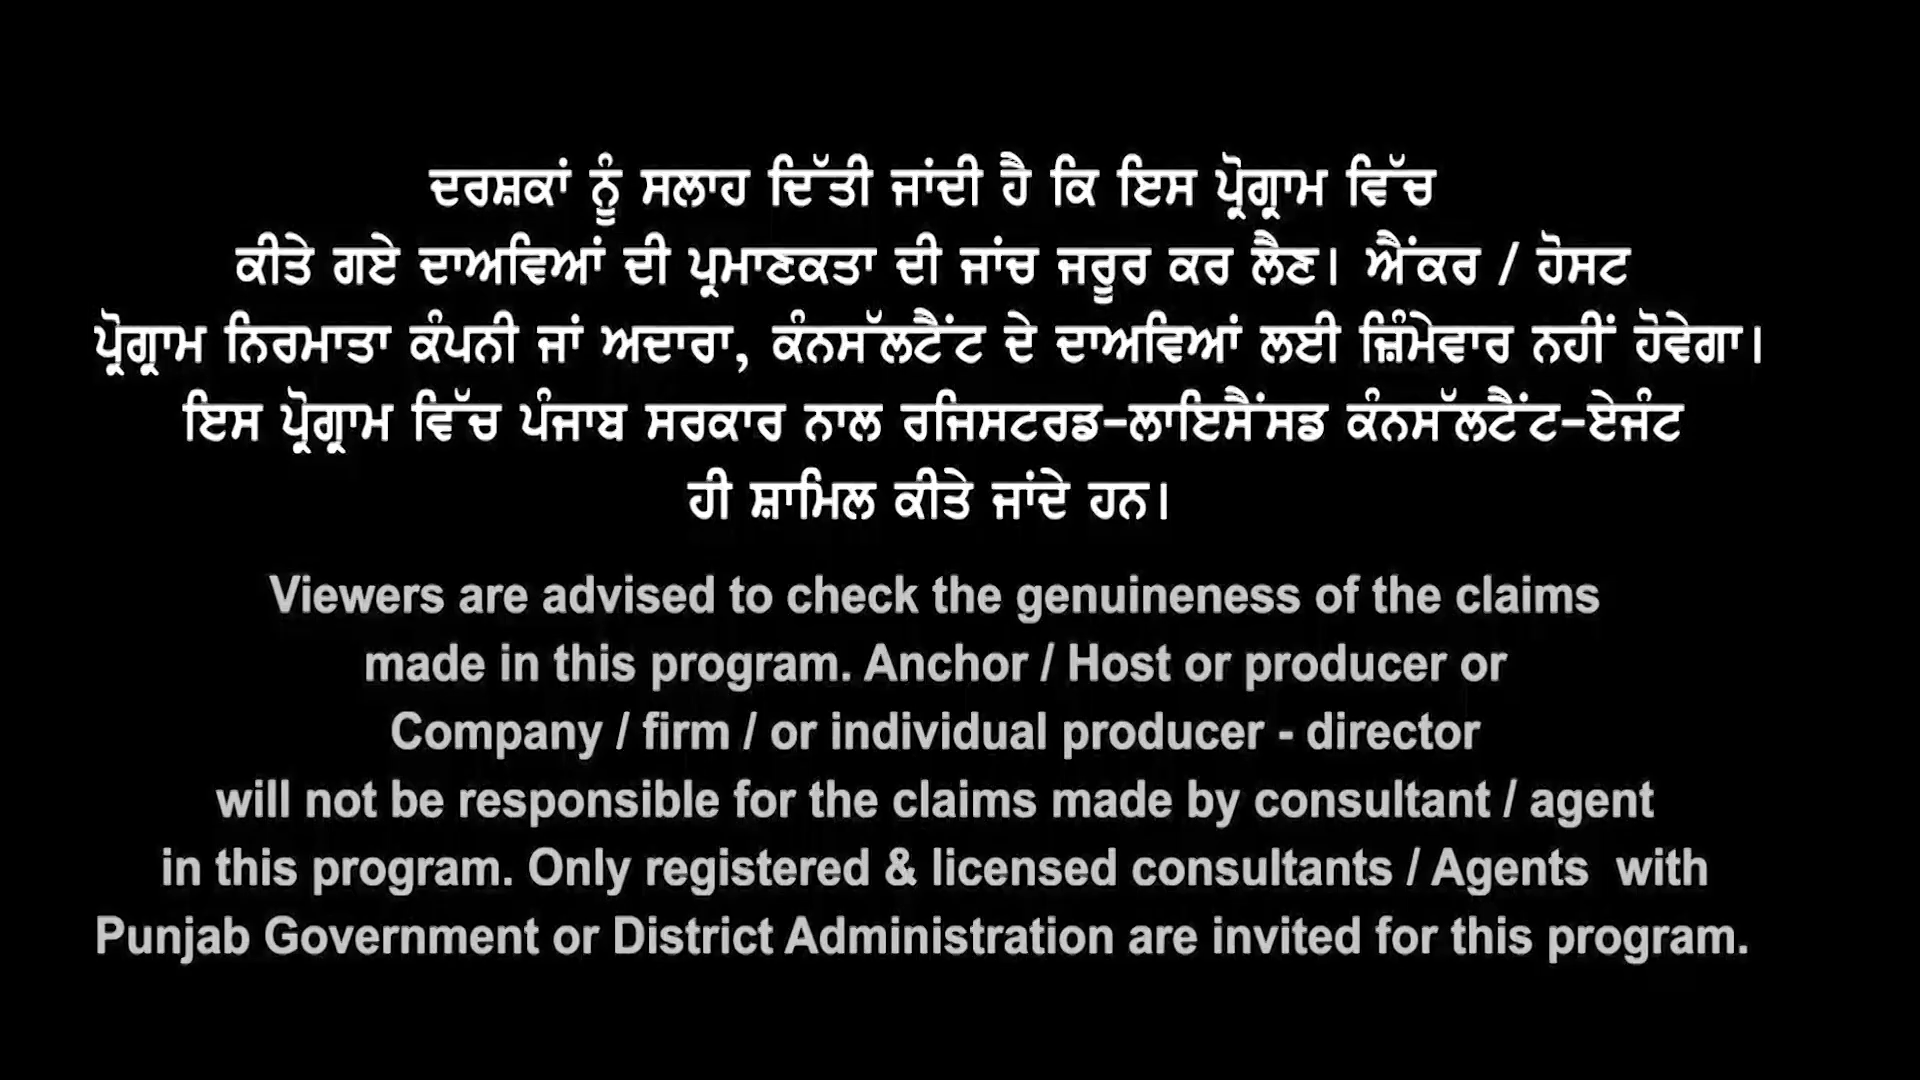 ਦਰਸ਼ਕਾਂ ਨੂੰ ਸਲਾਹ ਦਿੱਤੀ ਜਾਂਦੀ ਹੈ ਕਿ ਇਸ ਪ੍ਰੋਗ੍ਰਾਮ ਵਿੱਚ
ਕੀਤੇ ਗਏ ਦਾਅਵਿਆਂ ਦੀ ਪ੍ਰਮਾਣਕਤਾ ਦੀ ਜਾਂਚ ਜਰੂਰ ਕਰ ਲੈਣ। ਐਂਕਰ / ਹੋਸਟ
ਪ੍ਰੋਗ੍ਰਾਮ ਨਿਰਮਾਤਾ ਕੰਪਨੀ ਜਾਂ ਅਦਾਰਾ, ਕੰਨਸੱਲਟੈਂਟ ਦੇ ਦਾਅਵਿਆਂ ਲਈ ਜ਼ਿੰਮੇਵਾਰ ਨਹੀਂ ਹੋਵੇਗਾ।
ਇਸ ਪ੍ਰੋਗ੍ਰਾਮ ਵਿੱਚ ਪੰਜਾਬ ਸਰਕਾਰ ਨਾਲ ਰਜਿਸਟਰਡ-ਲਾਇਸੈਂਸਡ ਕੰਨਸੱਲਟੈਂਟ-ਏਜੰਟ
ਹੀ ਸ਼ਾਮਿਲ ਕੀਤੇ ਜਾਂਦੇ ਹਨ।
Viewers are advised to check the genuineness of the claims
made in this program. Anchor / Host or producer or
Company / firm / or individual producer - director
will not be responsible for the claims made by consultant / agent
in this program. Only registered & licensed consultants / Agents  with
Punjab Government or District Administration are invited for this program.